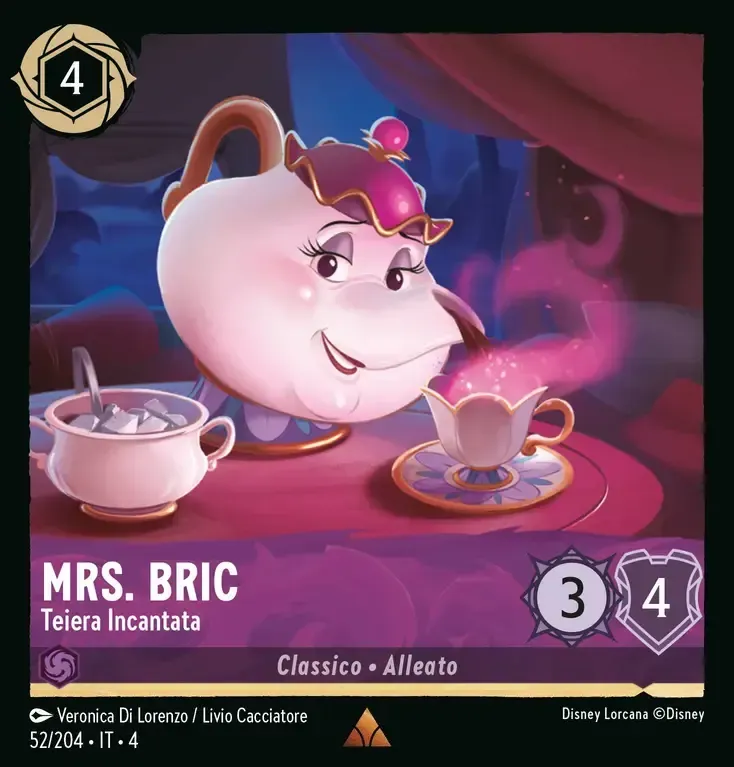 4
MRS. BRIC
Teiera Incantata
3
4
Classico • Alleato
Veronica Di Lorenzo / Livio Cacciatore
Disney Lorcana ©Disney
52/204 • IT • 4